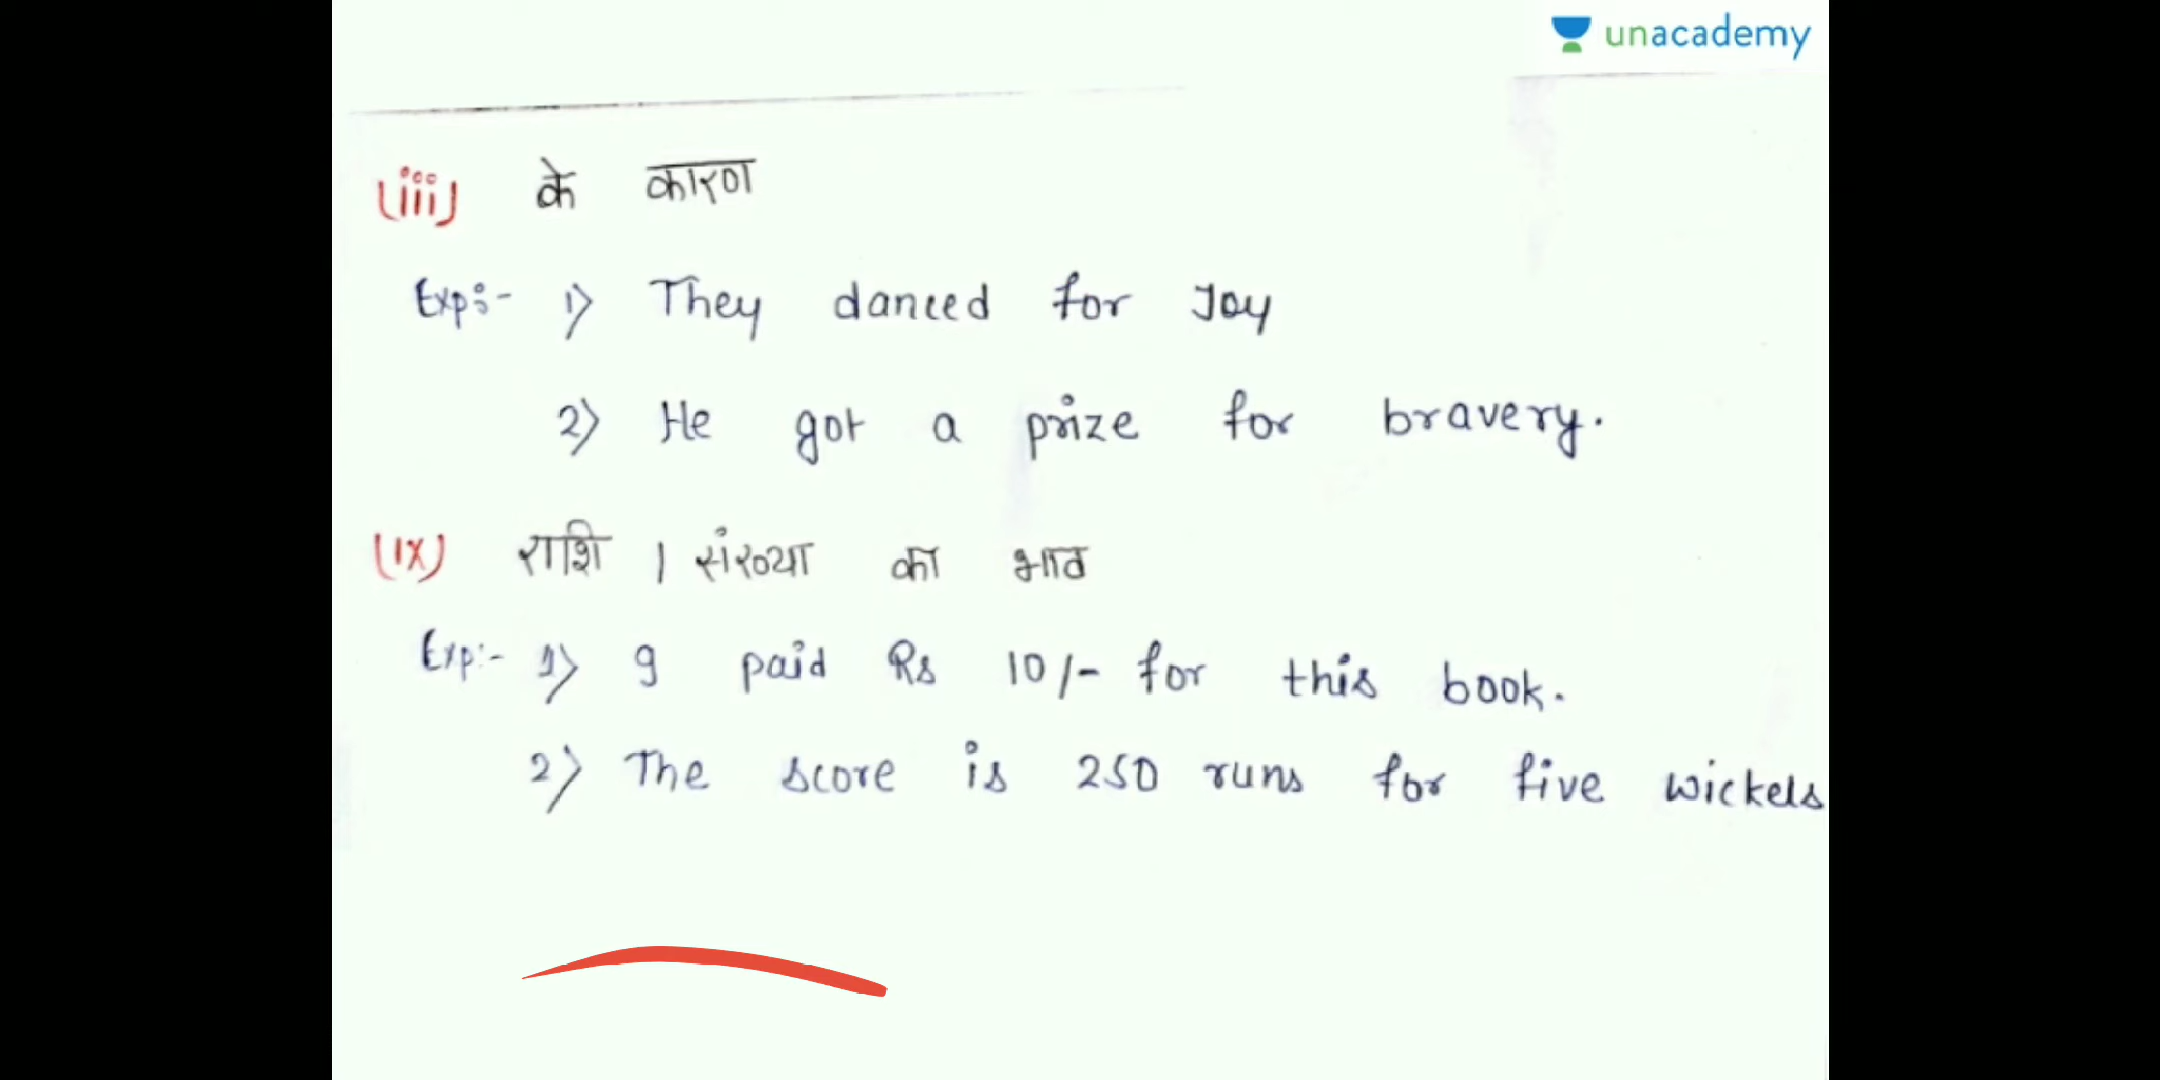 unacademy
(iii) के कारण
Exp:- 1) They danced for Joy
2) He got a prize for bravery.
(ix) राशि / संख्या का भाव
Exp:- 1) I paid Rs 10/- for this book.
2) The score is 250 runs for five wickets